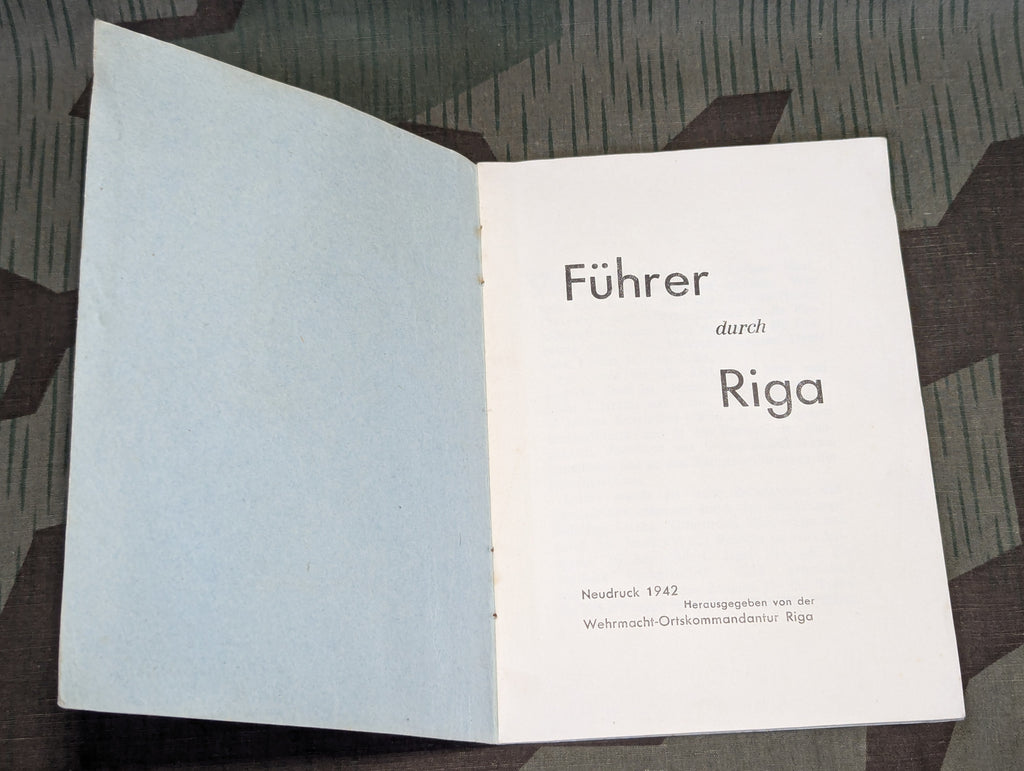 Führer
durch
Riga
Neudruck 1942
Herausgegeben von der
Wehrmacht-Ortskommandantur Riga